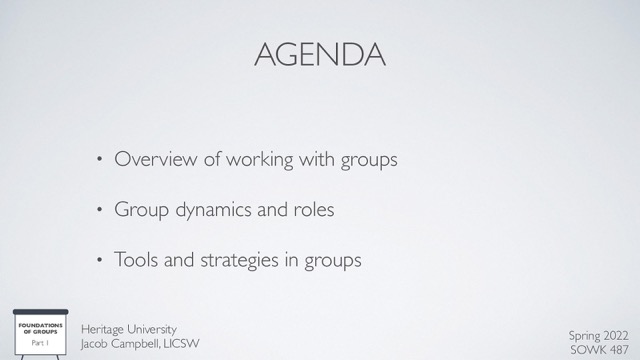 AGENDA
• Overview of working with groups
• Group dynamics and roles
• Tools and strategies in groups
FOUNDATIONS
OF GROUPS
Part 1
Heritage University
Jacob Campbell, LICSW
Spring 2022
SOWK 487